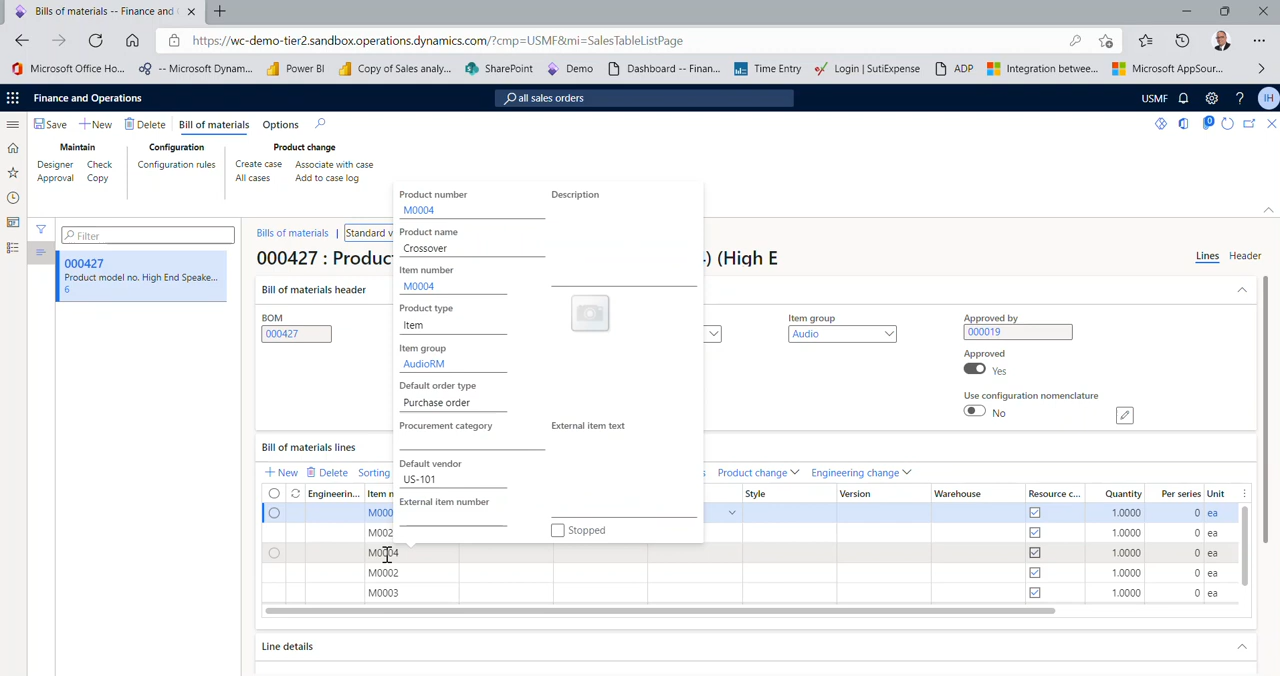 Bills of materials -- Finance and
https://wc-demo-tier2.sandbox.operations.dynamics.com/?cmp=USMF&mi=SalesTableListPage
Microsoft Office Ho... -- Microsoft Dynam... Power BI Copy of Sales analy... SharePoint Demo Dashboard -- Finan... Time Entry Login | SutiExpense ADP Integration betwee... Microsoft AppSour...
Finance and Operations all sales orders USMF ? IH
Save New Delete Bill of materials Options 0
Maintain Configuration Product change
Designer Check Configuration rules Create case Associate with case
Approval Copy All cases Add to case log
Filter
000427
Product model no. High End Speake...
6
Bills of materials | Standard v
000427 : Produc ) (High E
Lines Header
Bill of materials header
BOM
000427
Item group
Audio
Approved by
000019
Approved
Yes
Use configuration nomenclature
No
Product number
M0004
Product name
Crossover
Item number
M0004
Product type
Item
Item group
AudioRM
Default order type
Purchase order
Procurement category
Default vendor
US-101
External item number
Description
External item text
Stopped
Bill of materials lines
New Delete Sorting Product change Engineering change
Engineerin... Item n Style Version Warehouse Resource c... Quantity Per series Unit
M000 1.0000 0 ea
M002 1.0000 0 ea
M0004 1.0000 0 ea
M0002 1.0000 0 ea
M0003 1.0000 0 ea
Line details